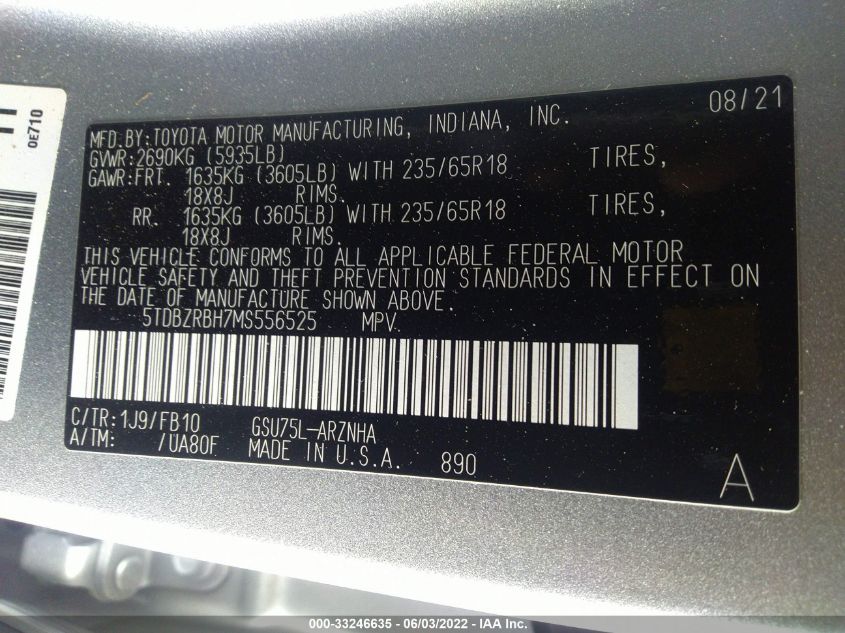 08/21
MFD.BY:TOYOTA MOTOR MANUFACTURING, INDIANA, INC.
GVWR:2690KG (5935LB)
GAWR:FRT. 1635KG (3605LB) WITH 235/65R18 TIRES,
18X8J RIMS.
RR. 1635KG (3605LB) WITH 235/65R18 TIRES,
18X8J RIMS.
THIS VEHICLE CONFORMS TO ALL APPLICABLE FEDERAL MOTOR
VEHICLE SAFETY AND THEFT PREVENTION STANDARDS IN EFFECT ON
THE DATE OF MANUFACTURE SHOWN ABOVE.
5TDBZRBH7MS556525 MPV.
C/TR:1J9/FB10 GSU75L-ARZNHA
A/TM: /UA80F MADE IN U.S.A. 890
A
0E710
000-33246635 - 06/03/2022 - IAA Inc.